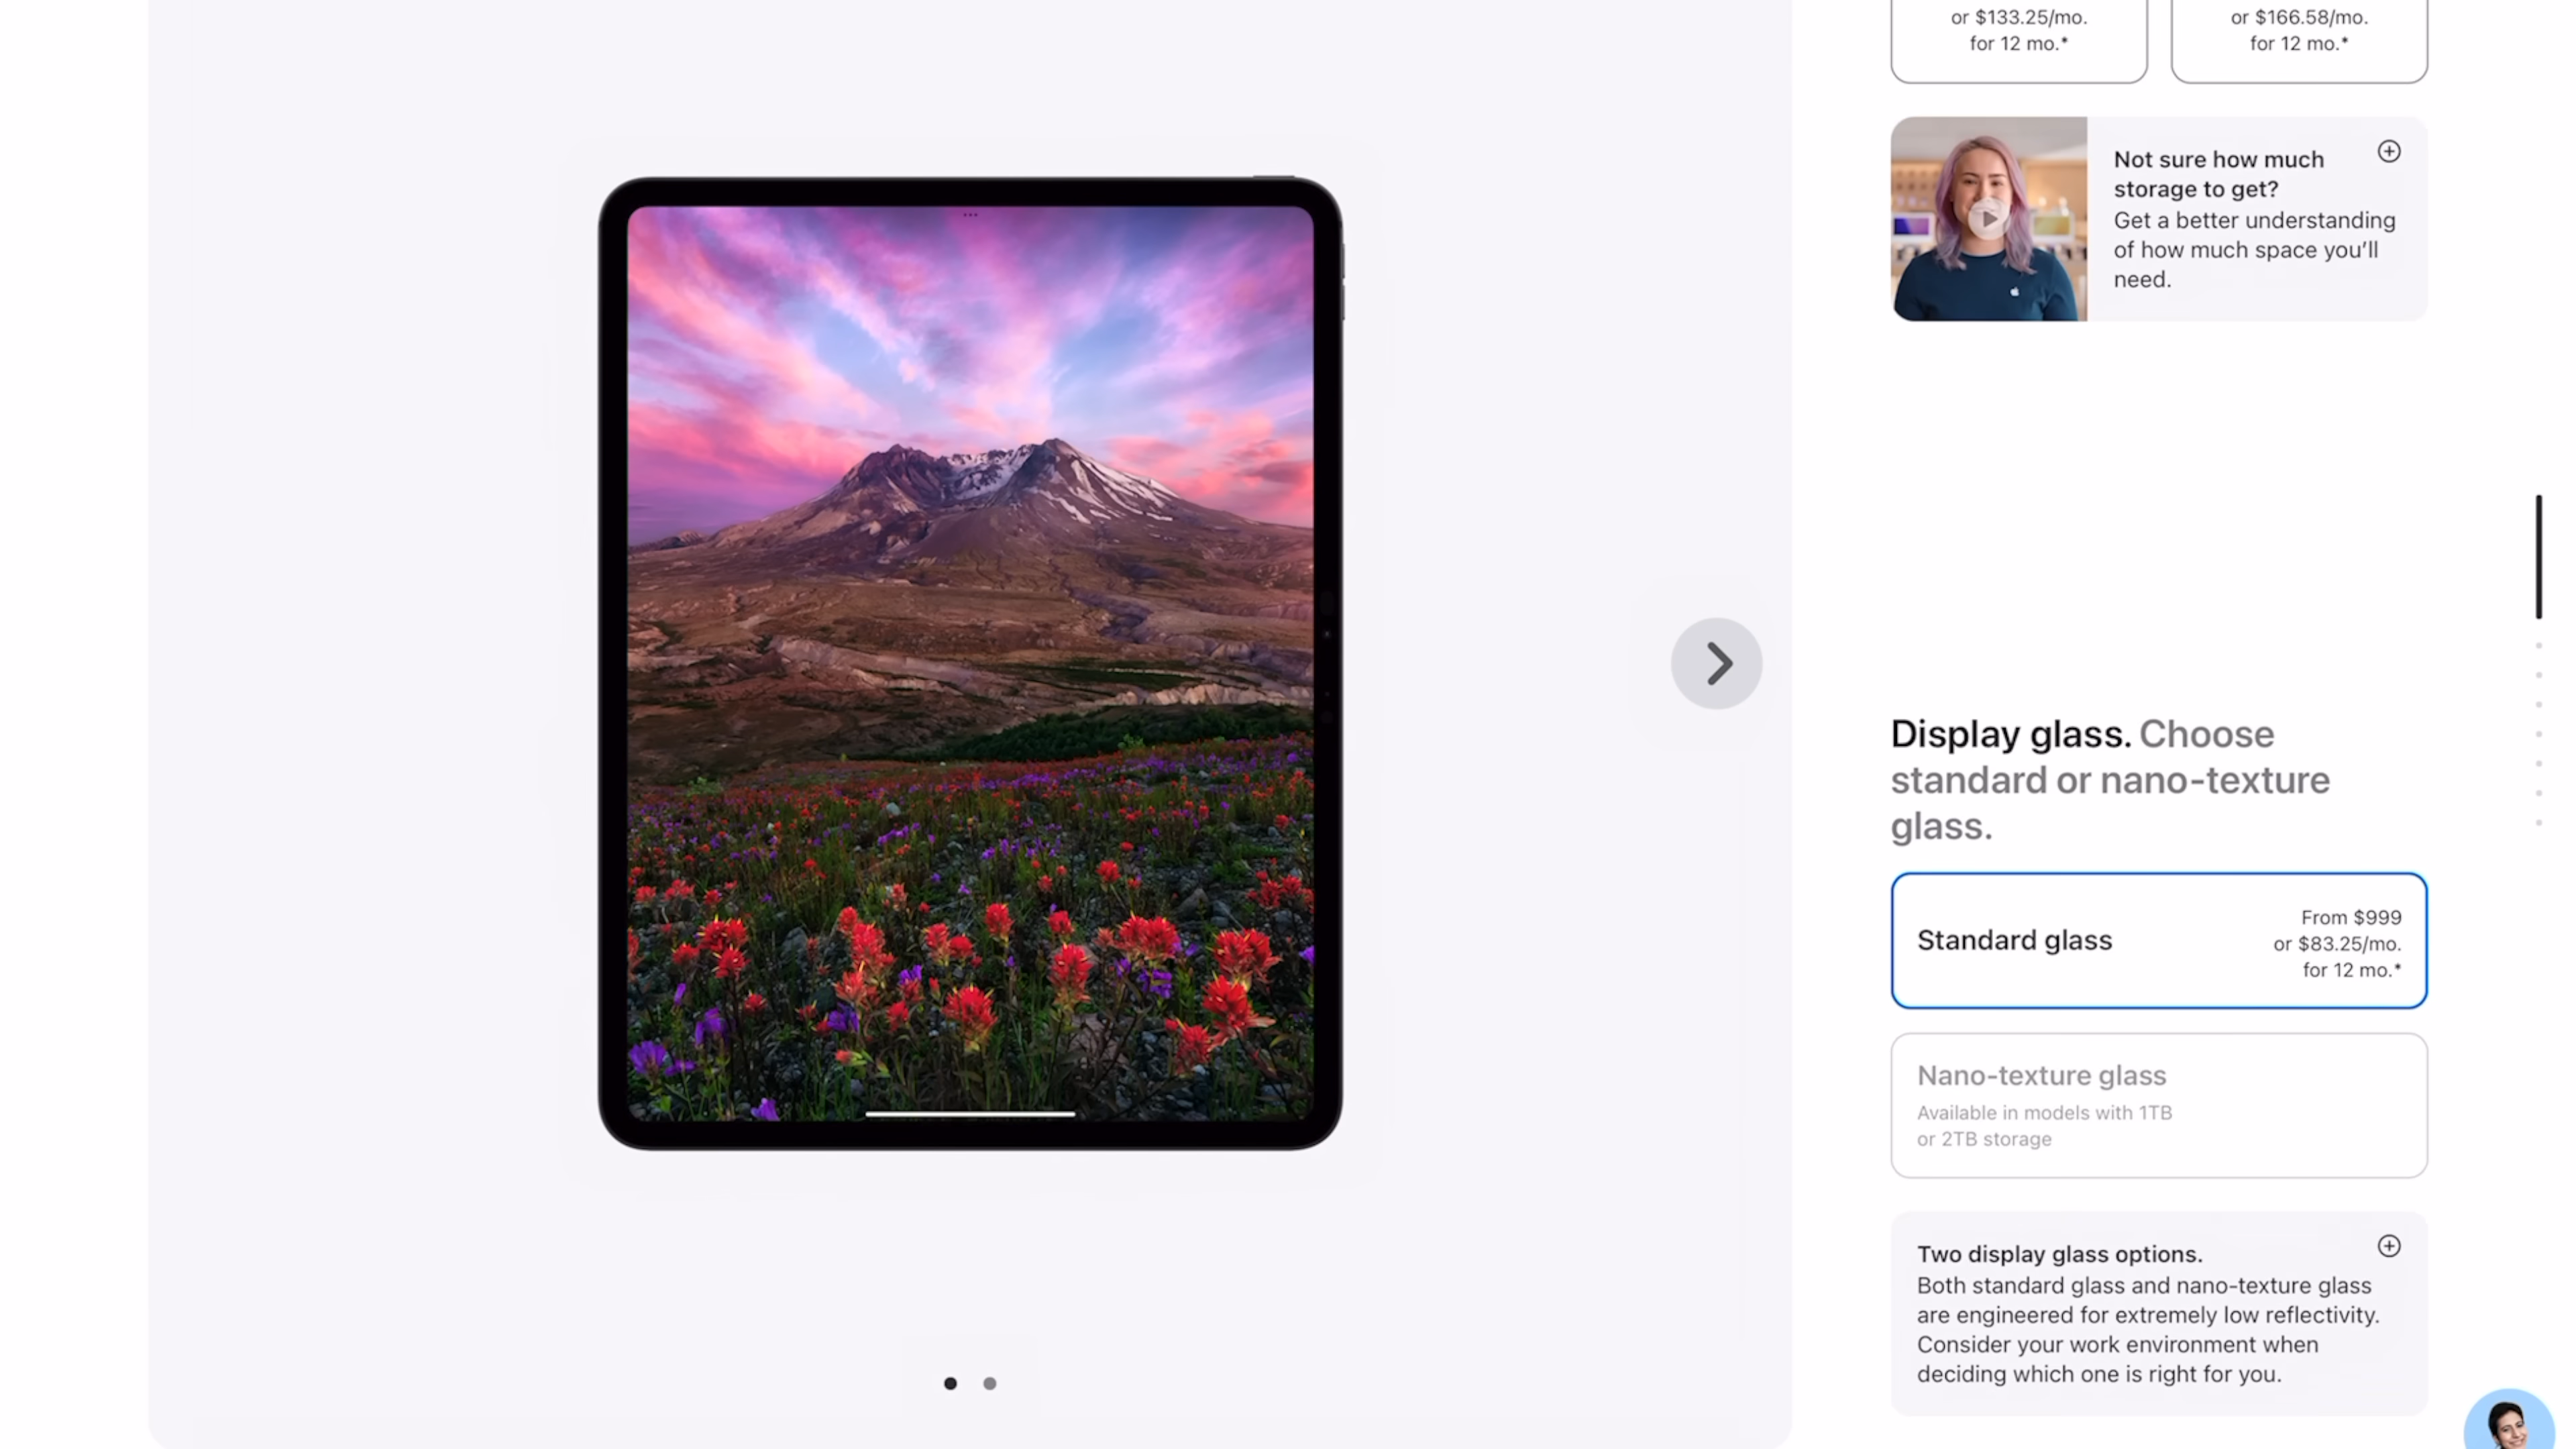 or $133.25/mo.
for 12 mo.*
or $166.58/mo.
for 12 mo.*
Not sure how much
storage to get?
Get a better understanding
of how much space you’ll
need.
Display glass. Choose
standard or nano-texture
glass.
Standard glass
From $999
or $83.25/mo.
for 12 mo.*
Nano-texture glass
Available in models with 1TB
or 2TB storage
Two display glass options.
Both standard glass and nano-texture glass
are engineered for extremely low reflectivity.
Consider your work environment when
deciding which one is right for you.